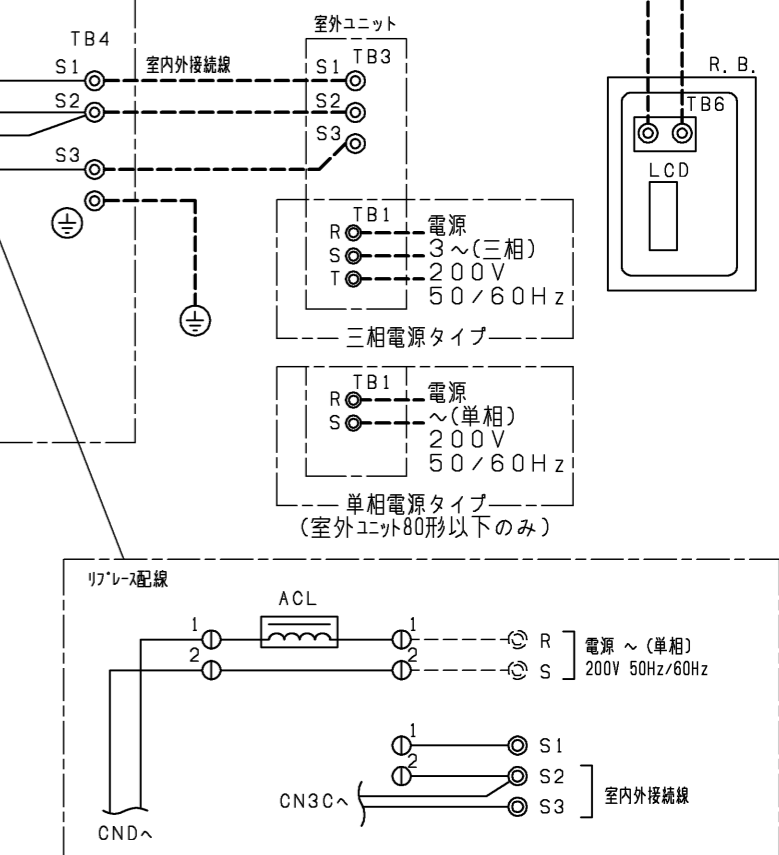 室外ユニット
TB4
TB3
S1
室内外接続線
S1
S2
S2
S3
S3
R. B.
TB6
LCD
TB1
R
S
T
電源
3～(三相)
200V
50/60Hz
三相電源タイプ
TB1
R
S
電源
～(単相)
200V
50/60Hz
単相電源タイプ
(室外ユニット80形以下のみ)
リプレース配線
ACL
1
1
R
2
2
S
電源 ～ (単相)
200V 50Hz/60Hz
1
S1
2
S2
CN3Cへ
S3
室内外接続線
CNDへ